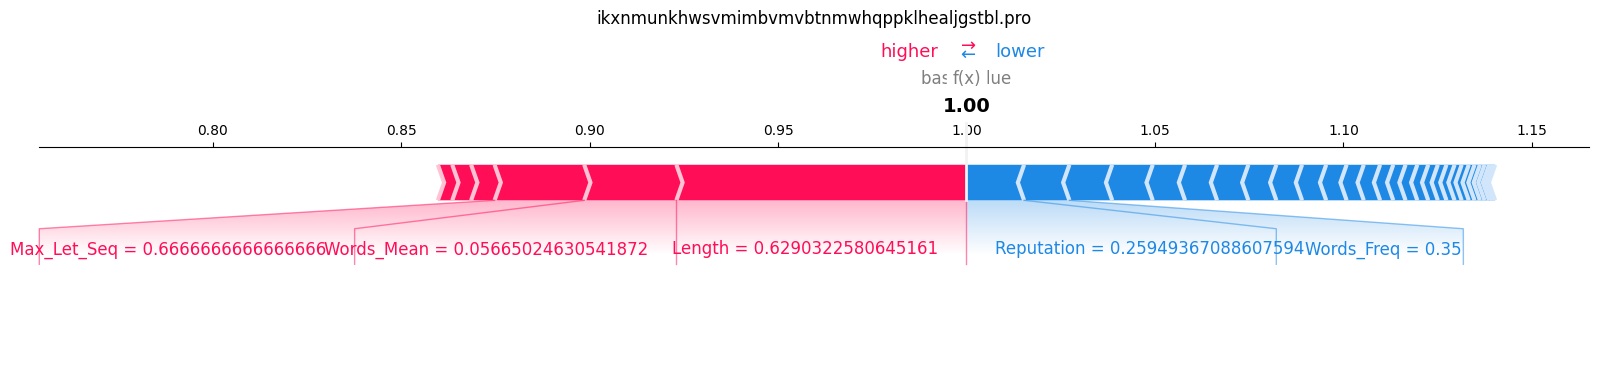 ikxnmunkhwsvmimbvmvbtnmwhqppklhealjgstbl.pro
higher ⇄ lower
bas f(x) lue
1.00
0.80 0.85 0.90 0.95 1.00 1.05 1.10 1.15
Max_Let_Seq = 0.6666666666666666 Words_Mean = 0.05665024630541872 Length = 0.6290322580645161 Reputation = 0.25949367088607594 Words_Freq = 0.35